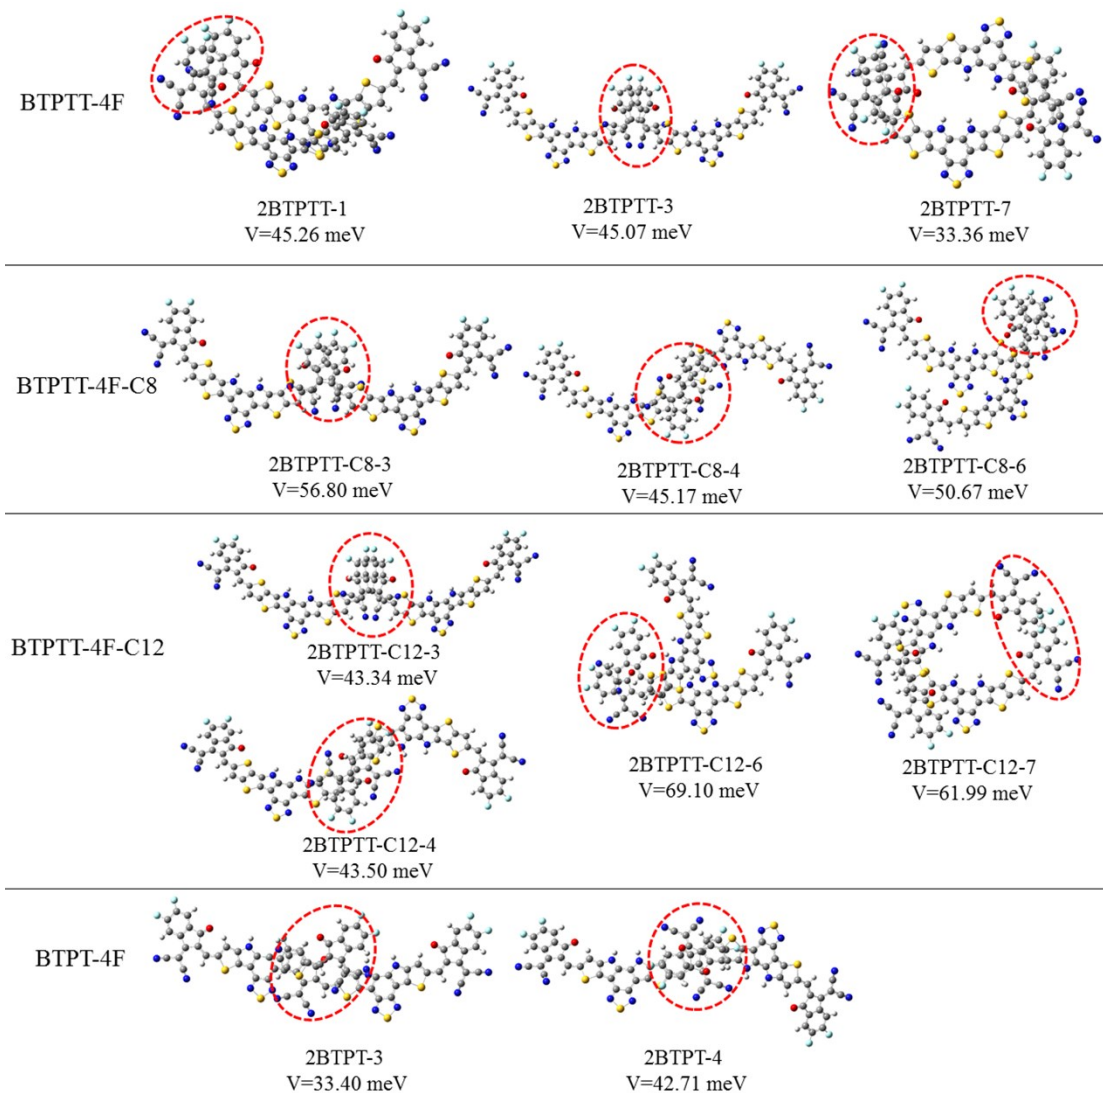 BTPTT-4F
2BTPTT-1
V=45.26 meV
2BTPTT-3
V=45.07 meV
2BTPTT-7
V=33.36 meV
BTPTT-4F-C8
2BTPTT-C8-3
V=56.80 meV
2BTPTT-C8-4
V=45.17 meV
2BTPTT-C8-6
V=50.67 meV
BTPTT-4F-C12
2BTPTT-C12-3
V=43.34 meV
2BTPTT-C12-4
V=43.50 meV
2BTPTT-C12-6
V=69.10 meV
2BTPTT-C12-7
V=61.99 meV
BTPT-4F
2BTPT-3
V=33.40 meV
2BTPT-4
V=42.71 meV